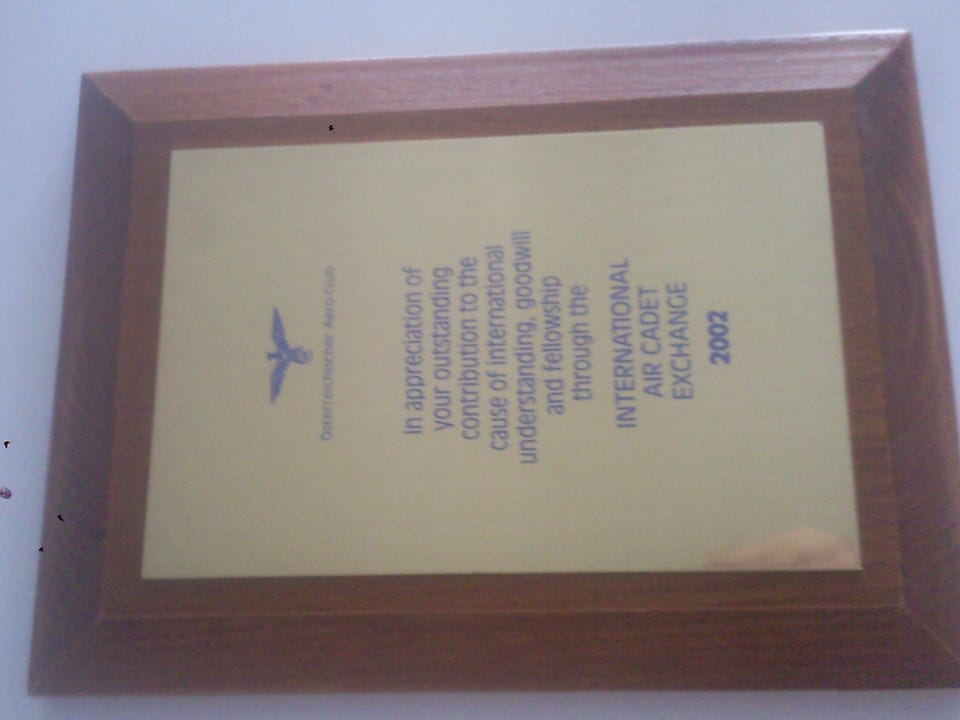 Österreichischer Aero-Club
In appreciation of
your outstanding
contribution to the
cause of international
understanding, goodwill
and fellowship
through the
INTERNATIONAL
AIR CADET
EXCHANGE
2002